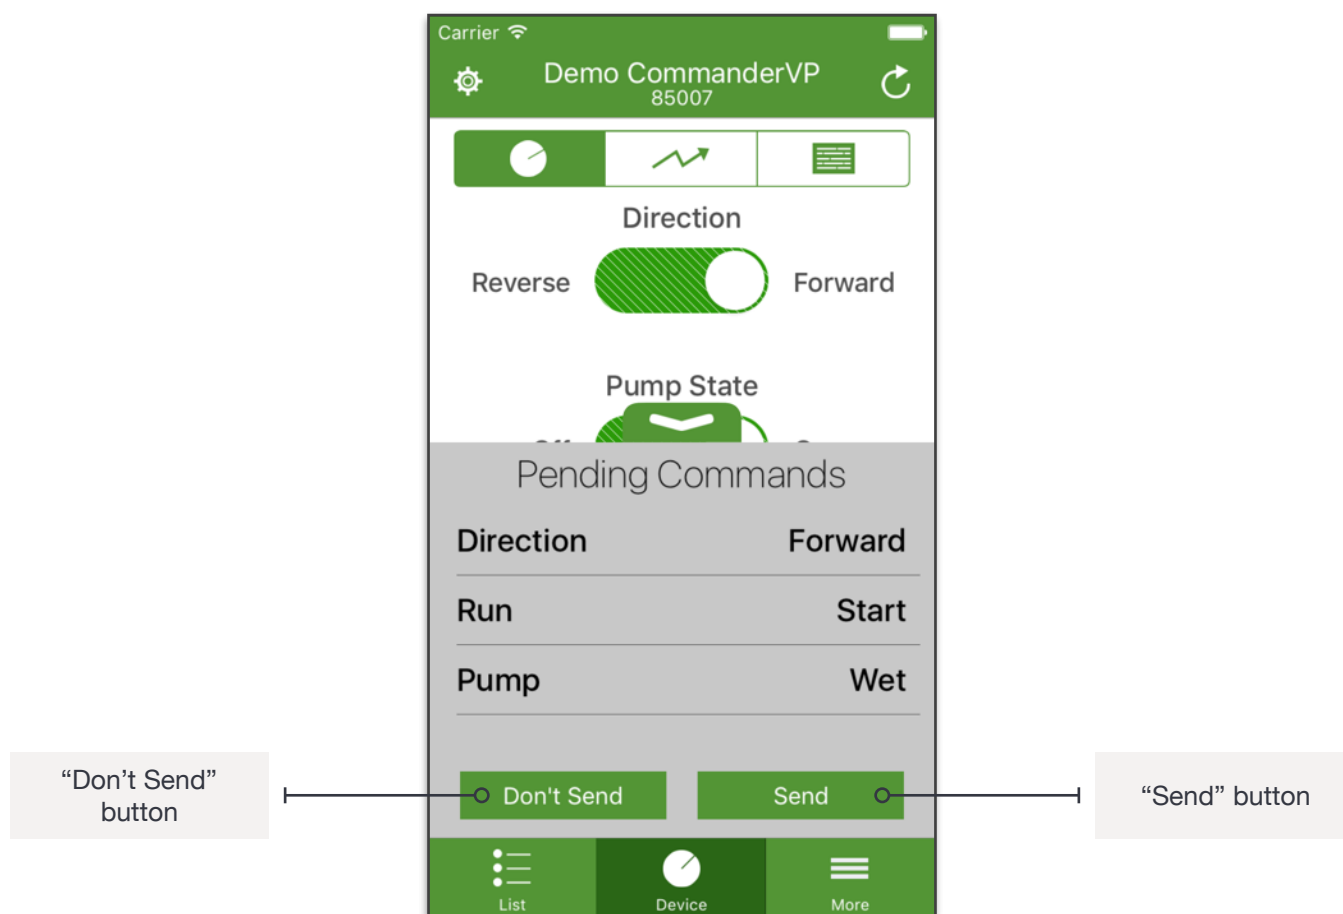 Carrier
Demo CommanderVP
85007
Direction
Reverse Forward
Pump State
Pending Commands
Direction Forward
Run Start
Pump Wet
“Don’t Send”
button
Don't Send Send
“Send” button
List Device More